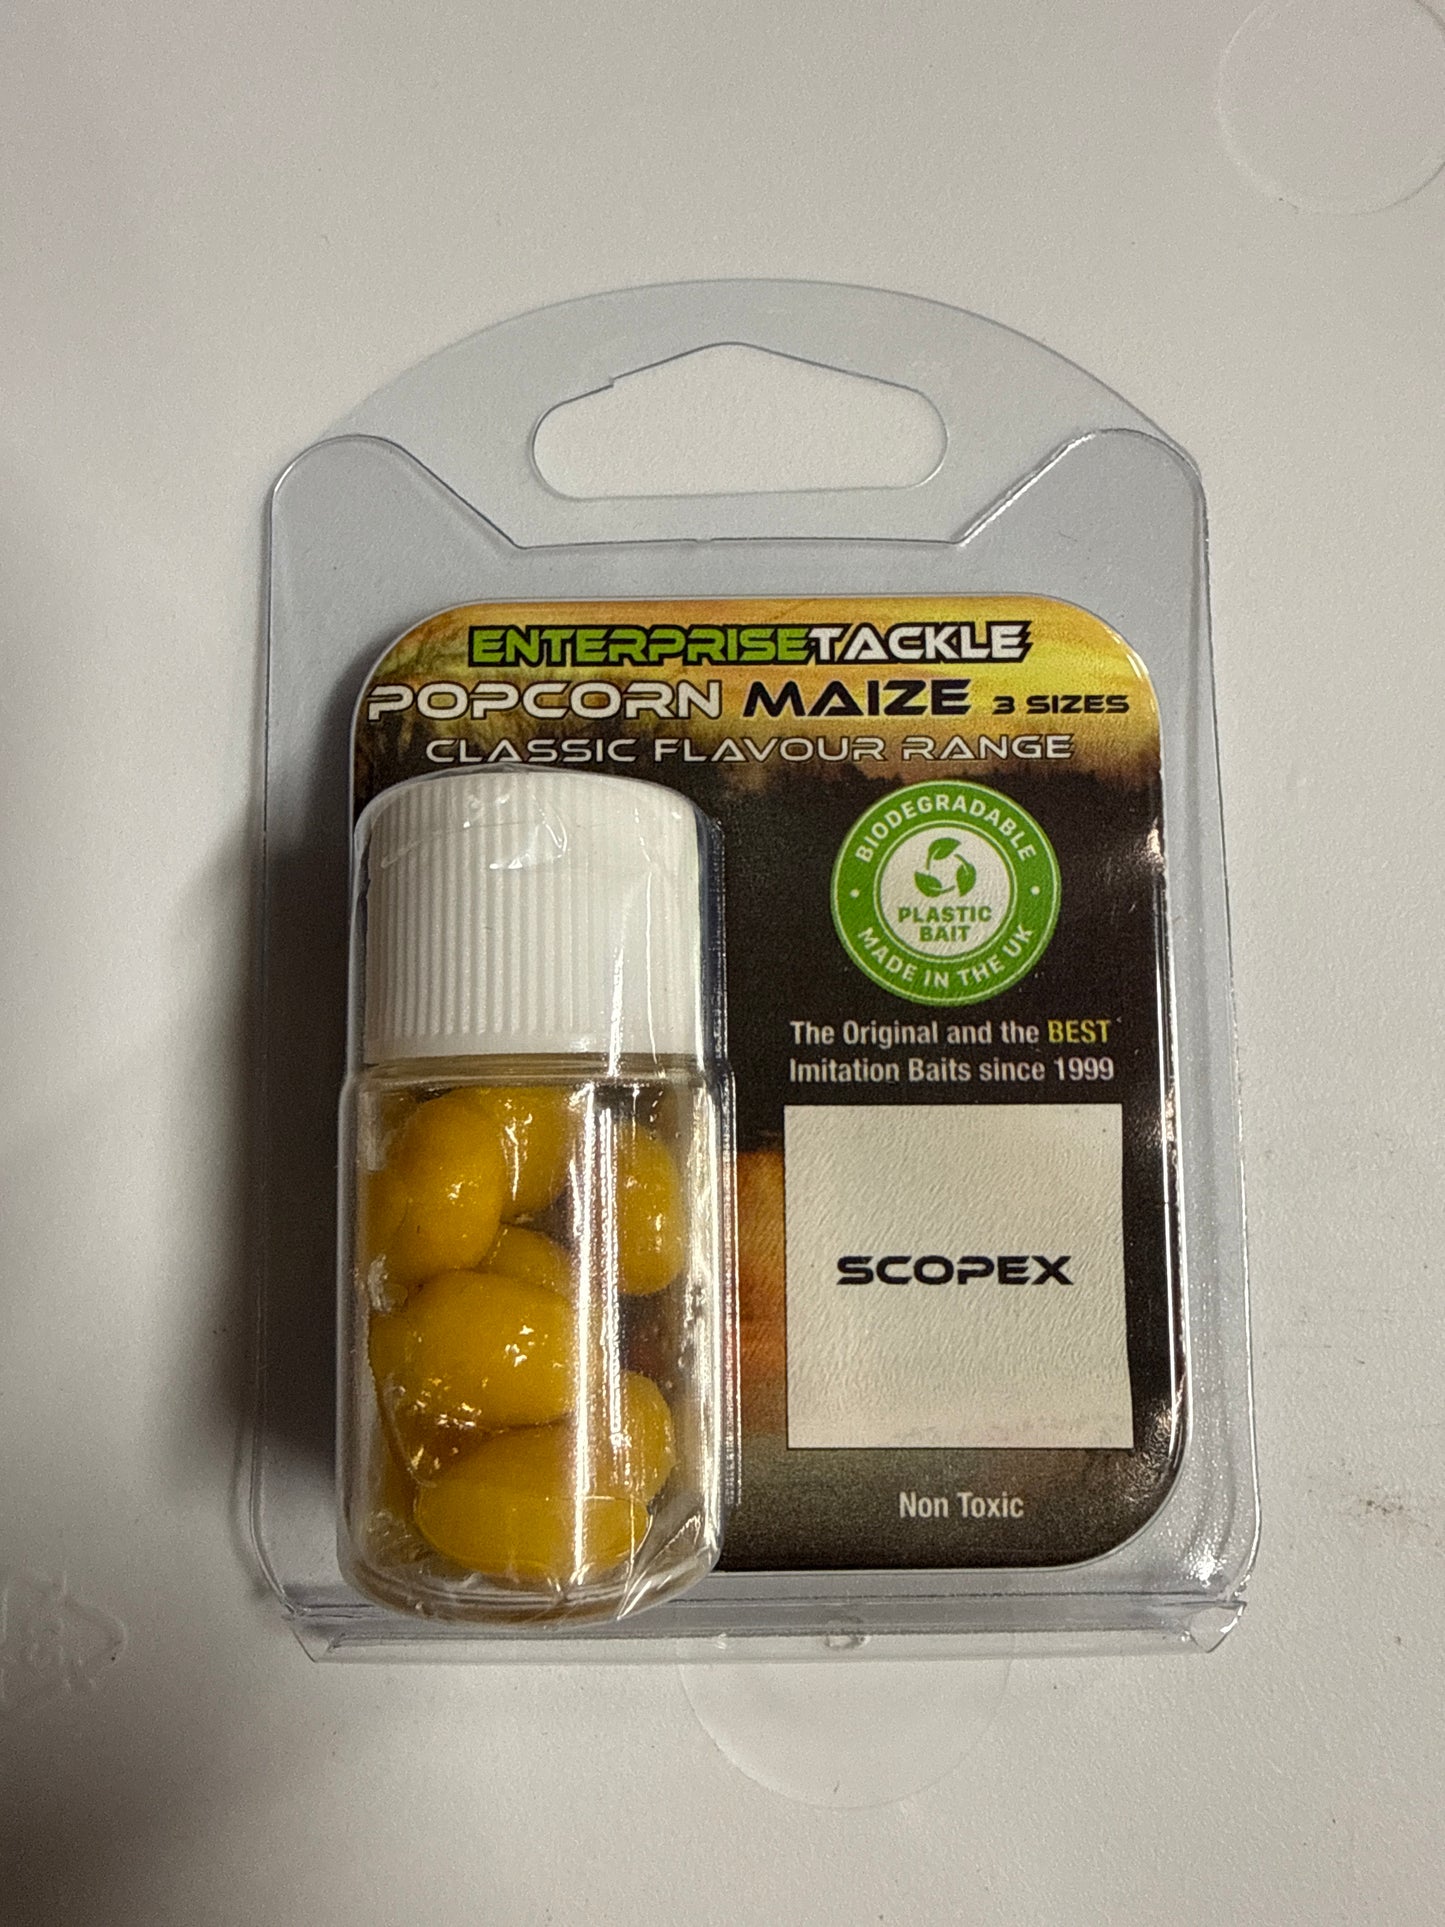 ENTERPRISETACKLE
POPCORN MAIZE 3 SIZES
CLASSIC FLAVOUR RANGE
BIODEGRADABLE
PLASTIC
BAIT
MADE IN THE UK
The Original and the BEST
Imitation Baits since 1999
SCOPEX
Non Toxic